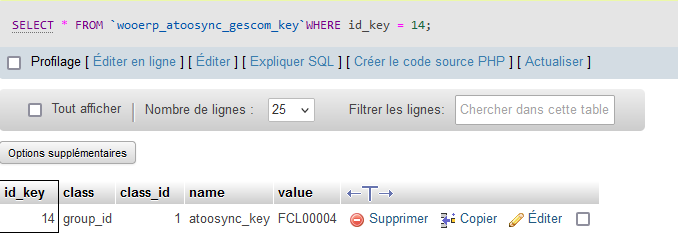 SELECT * FROM `wooerp_atoosync_gescom_key`WHERE id_key = 14;
Profilage [ Éditer en ligne ] [ Éditer ] [ Expliquer SQL ] [ Créer le code source PHP ] [ Actualiser ]
Tout afficher Nombre de lignes : 25 Filtrer les lignes: Chercher dans cette table
Options supplémentaires
id_key class class_id name value ←T→
14 group_id 1 atoosync_key FCL00004 Supprimer Copier Éditer